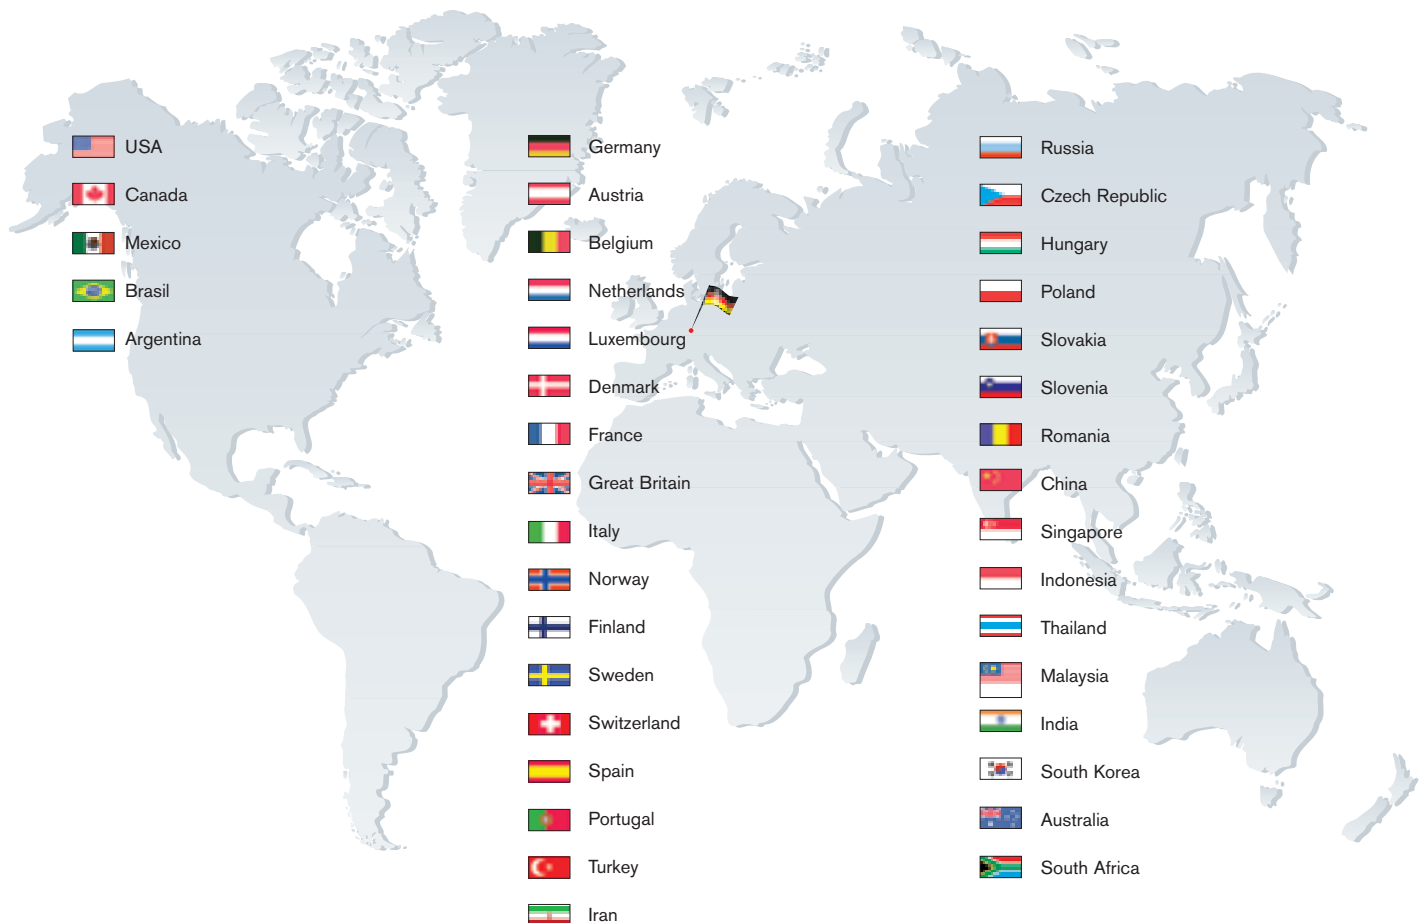 USA
Canada
Mexico
Brasil
Argentina
Germany
Austria
Belgium
Netherlands
Luxembourg
Denmark
France
Great Britain
Italy
Norway
Finland
Sweden
Switzerland
Spain
Portugal
Turkey
Iran
Russia
Czech Republic
Hungary
Poland
Slovakia
Slovenia
Romania
China
Singapore
Indonesia
Thailand
Malaysia
India
South Korea
Australia
South Africa